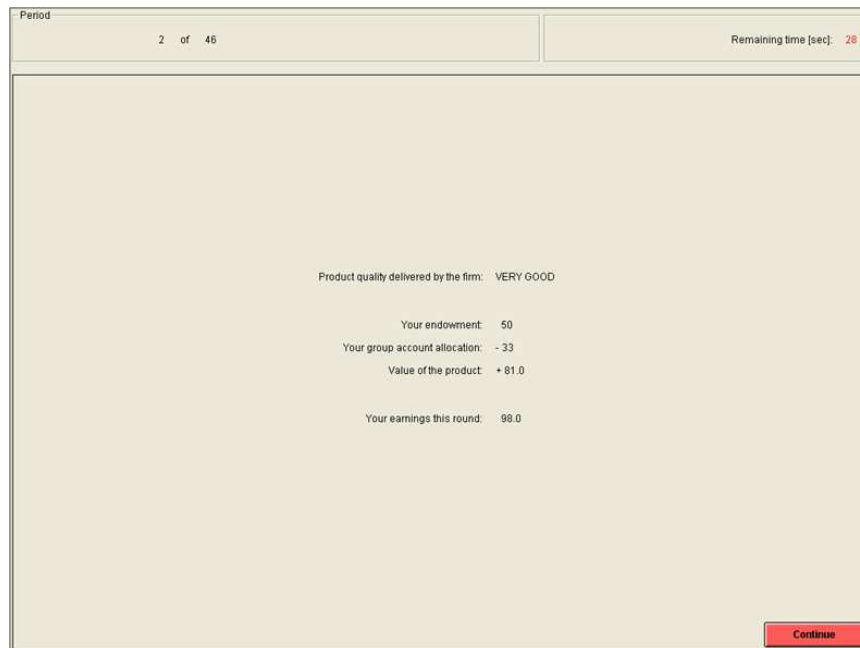 Period
2 of 46
Remaining time [sec]: 28
Product quality delivered by the firm: VERY GOOD
Your endowment: 50
Your group account allocation: - 33
Value of the product: + 81.0
Your earnings this round: 98.0
Continue